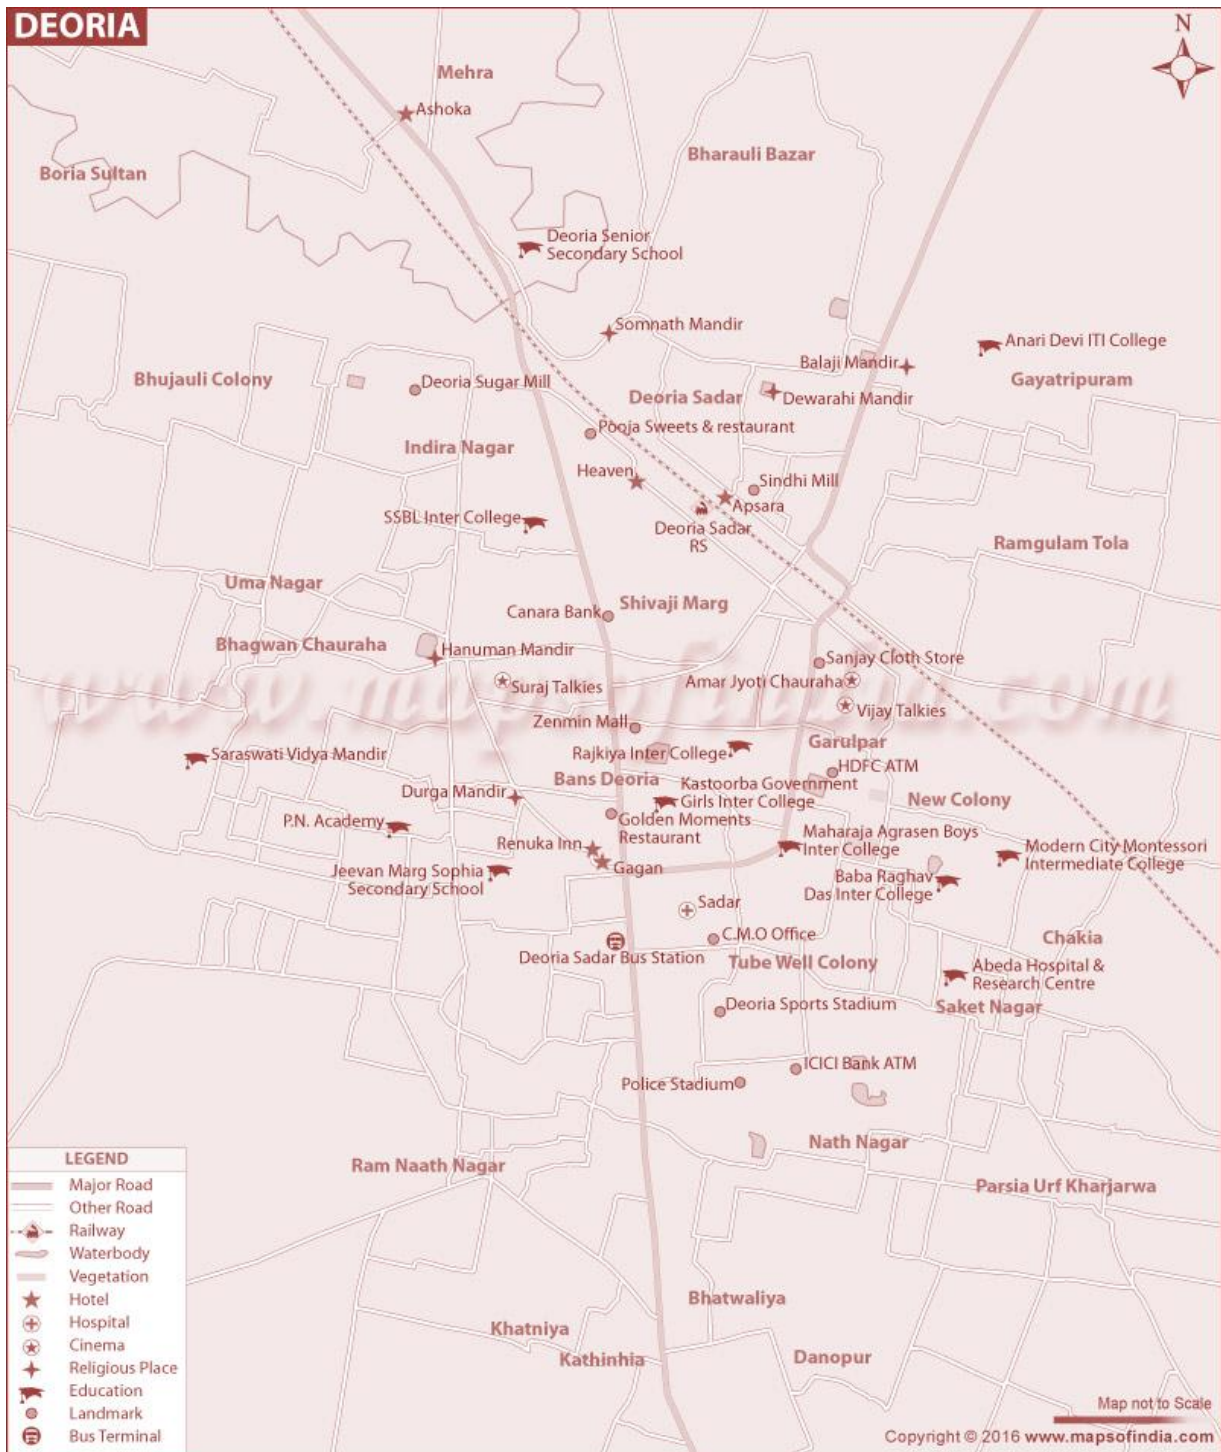 DEORIA
N
Mehra
Ashoka
Bharauli Bazar
Boria Sultan
Deoria Senior
Secondary School
Somnath Mandir
Anari Devi ITI College
Balaji Mandir
Gayatripuram
Bhujauli Colony
Deoria Sugar Mill
Deoria Sadar
Dewarahi Mandir
Pooja Sweets & restaurant
Indira Nagar
Heaven
Sindhi Mill
Apsara
SSBL Inter College
Deoria Sadar
RS
Ramgulam Tola
Uma Nagar
Shivaji Marg
Canara Bank
Bhagwan Chauraha
Hanuman Mandir
Sanjay Cloth Store
Suraj Talkies
Amar Jyoti Chauraha
www.mapsofindia.com
Vijay Talkies
Zenmin Mall
Garulpar
Saraswati Vidya Mandir
Rajkiya Inter College
HDFC ATM
Bans Deoria
Kastoorba Government
Girls Inter College
Durga Mandir
New Colony
Golden Moments
Restaurant
P.N. Academy
Maharaja Agrasen Boys
Inter College
Renuka Inn
Modern City Montessori
Intermediate College
Gagan
Jeevan Marg Sophia
Secondary School
Baba Raghav
Das Inter College
Sadar
C.M.O Office
Chakia
Deoria Sadar Bus Station
Tube Well Colony
Abeda Hospital &
Research Centre
Deoria Sports Stadium
Saket Nagar
ICICI Bank ATM
Police Stadium
Nath Nagar
Ram Naath Nagar
Parsia Urf Kharjarwa
Bhatwaliya
Khatniya
Kathinhia
Danopur
LEGEND
Major Road
Other Road
Railway
Waterbody
Vegetation
Hotel
Hospital
Cinema
Religious Place
Education
Landmark
Bus Terminal
Map not to Scale
Copyright © 2016 www.mapsofindia.com